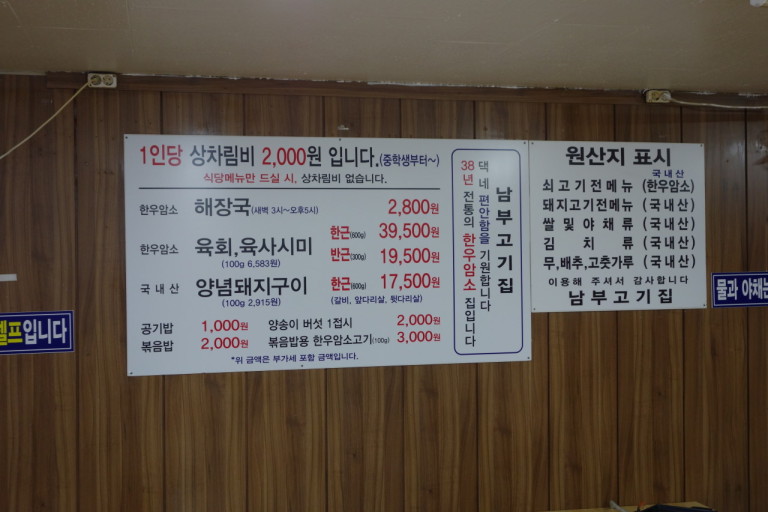 1인당 상차림비 2,000원 입니다.(중학생부터~)
식당메뉴만 드실 시, 상차림비 없습니다.
한우암소 해장국(새벽 3시~오후5시) 2,800원
한우암소 육회,육사시미 한근(600g) 39,500원
(100g 6,583원) 반근(300g) 19,500원
국내산 양념돼지구이 한근(600g) 17,500원
(100g 2,915원) (갈비, 앞다리살, 뒷다리살)
공기밥 1,000원 양송이 버섯 1접시 2,000원
볶음밥 2,000원 볶음밥용 한우암소고기(100g) 3,000원
*위 금액은 부가세 포함 금액입니다.
남부고기집
댁 네 편안함을 기원합니다
38년 전통의 한우암소 집입니다
원산지 표시
쇠고기전메뉴 국내산(한우암소)
돼지고기전메뉴 (국내산)
쌀 및 야채류 (국내산)
김치류 (국내산)
무,배추,고춧가루 (국내산)
이용해 주셔서 감사합니다
남부고기집
셀프입니다
물과 야채는